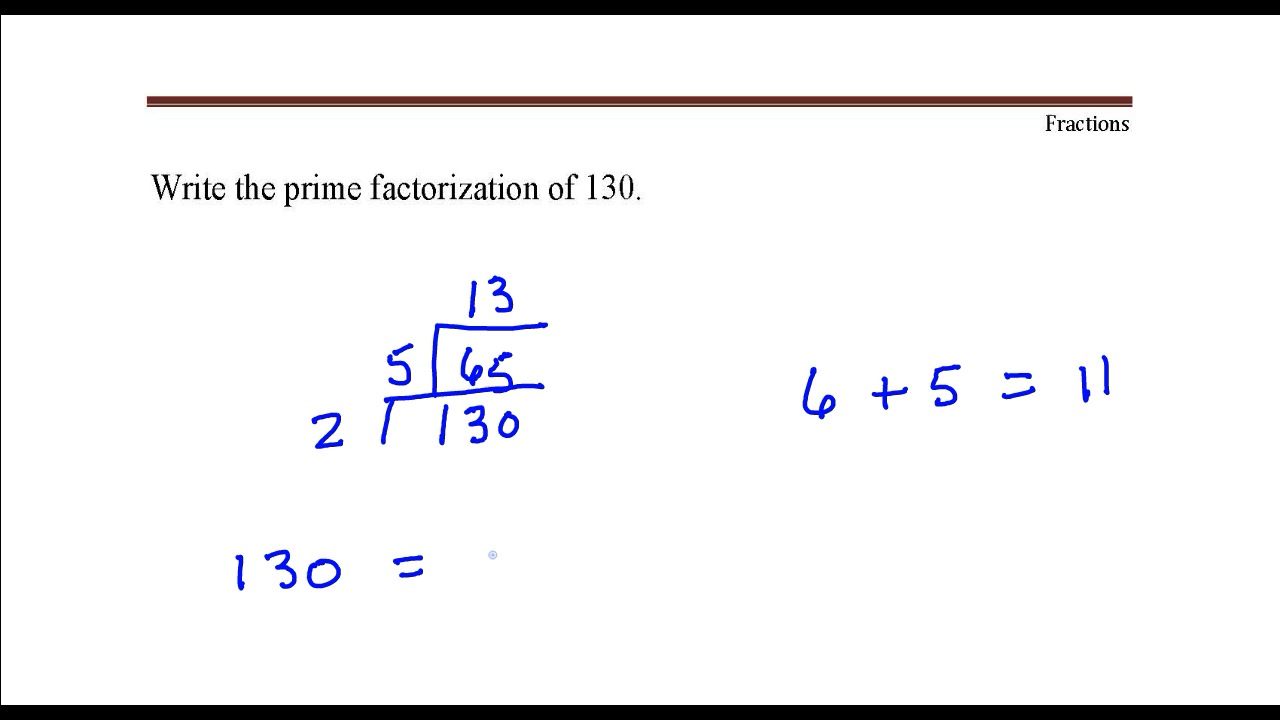 Fractions
Write the prime factorization of 130.
13
5 65
2 130
6 + 5 = 11
130 =